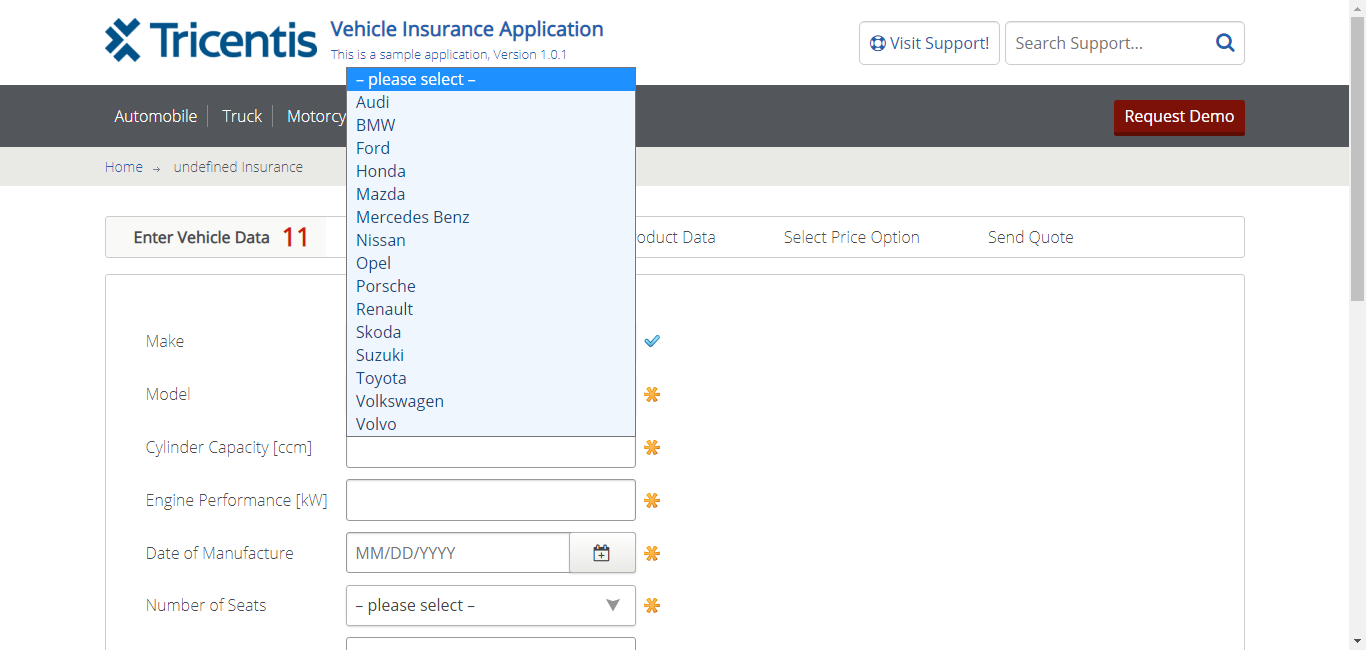 Tricentis
Vehicle Insurance Application
This is a sample application, Version 1.0.1
Visit Support!
Search Support...
Automobile
Truck
Motorcy
Request Demo
Home → undefined Insurance
– please select –
Audi
BMW
Ford
Honda
Mazda
Mercedes Benz
Nissan
Opel
Porsche
Renault
Skoda
Suzuki
Toyota
Volkswagen
Volvo
Enter Vehicle Data 11
oduct Data
Select Price Option
Send Quote
Make
Model
Cylinder Capacity [ccm]
Engine Performance [kW]
Date of Manufacture
MM/DD/YYYY
Number of Seats
– please select –